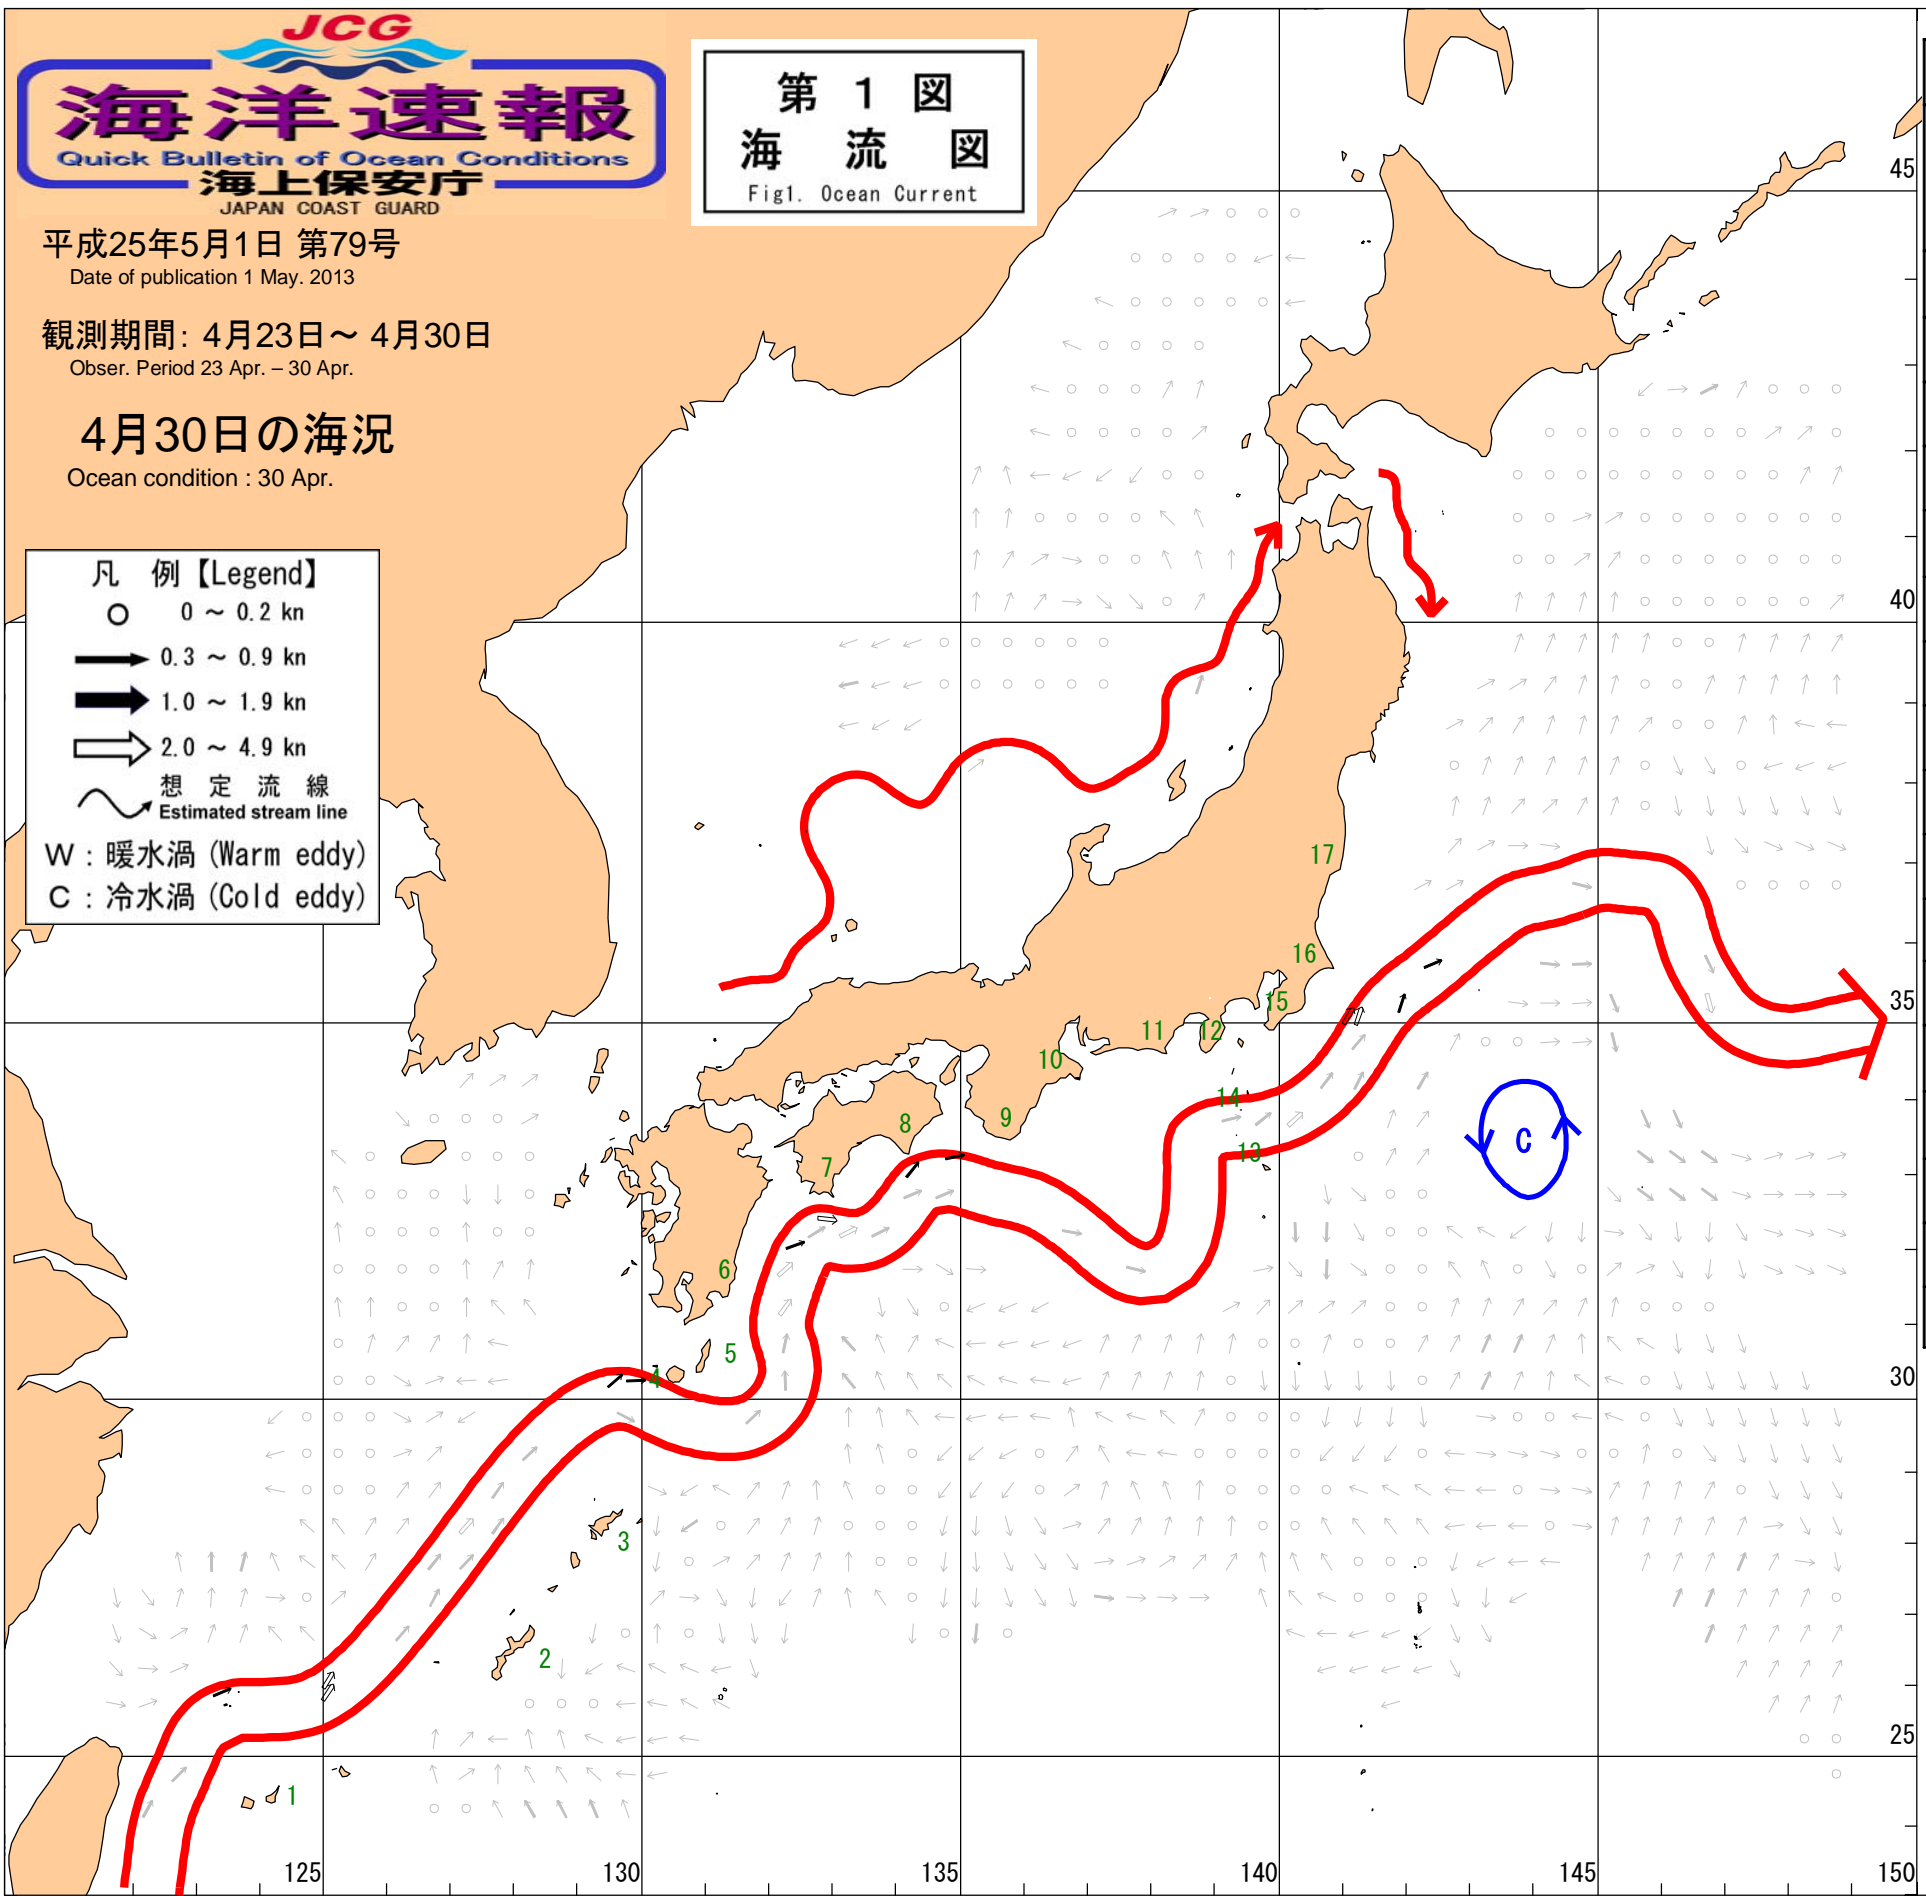 JCG
海洋速報
Quick Bulletin of Ocean Conditions
海上保安庁
JAPAN COAST GUARD
第 1 図
海 流 図
Fig1. Ocean Current
平成25年5月1日 第79号
Date of publication 1 May. 2013
観測期間: 4月23日～ 4月30日
Obser. Period 23 Apr. – 30 Apr.
4月30日の海況
Ocean condition : 30 Apr.
凡 例【Legend】
0 ～ 0.2 kn
0.3 ～ 0.9 kn
1.0 ～ 1.9 kn
2.0 ～ 4.9 kn
想 定 流 線
Estimated stream line
W : 暖水渦 (Warm eddy)
C : 冷水渦 (Cold eddy)
45
40
17
16
35
15
11
12
10
14
9
8
C
13
7
6
5
4
30
3
2
25
1
125
130
135
140
145
150